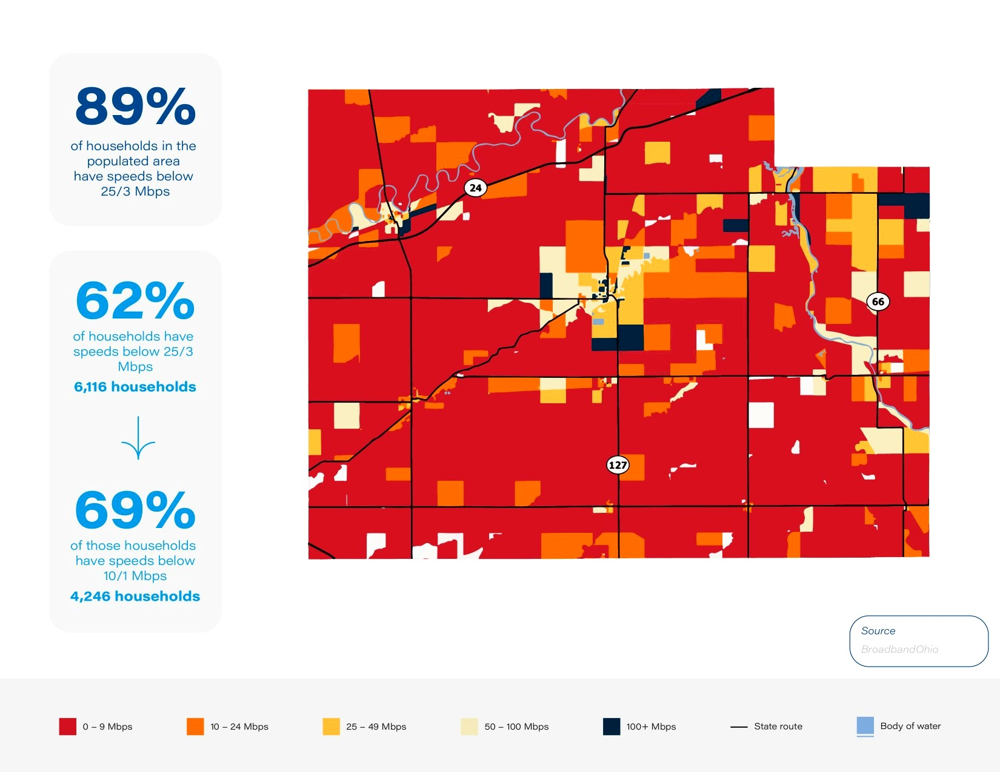 89%
of households in the
populated area
have speeds below
25/3 Mbps
62%
of households have
speeds below 25/3
Mbps
6,116 households
69%
of those households
have speeds below
10/1 Mbps
4,246 households
24
66
127
Source
BroadbandOhio
0 – 9 Mbps
10 – 24 Mbps
25 – 49 Mbps
50 – 100 Mbps
100+ Mbps
State route
Body of water